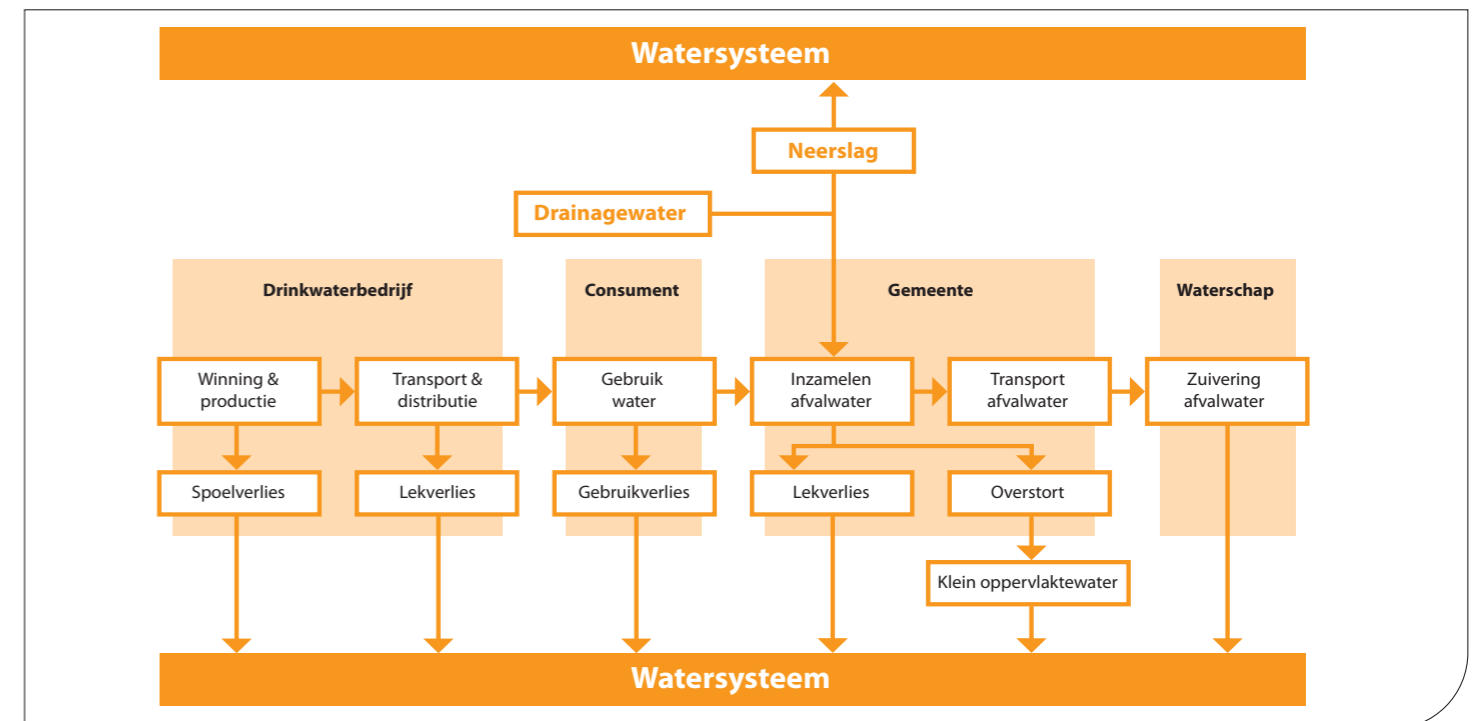 Watersysteem
Neerslag
Drainagewater
Drinkwaterbedrijf
Consument
Gemeente
Waterschap
Winning &
productie
Transport &
distributie
Gebruik
water
Inzamelen
afvalwater
Transport
afvalwater
Zuivering
afvalwater
Spoelverlies
Lekverlies
Gebruikverlies
Lekverlies
Overstort
Klein oppervlaktewater
Watersysteem